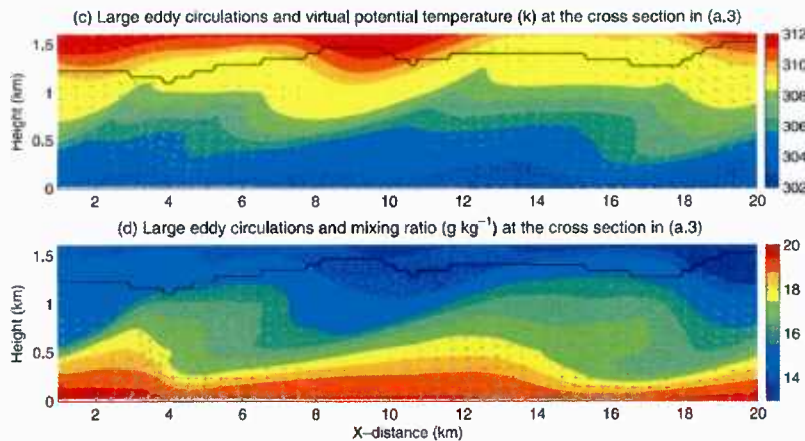 (c) Large eddy circulations and virtual potential temperature (k) at the cross section in (a.3)
312
310
308
306
304
302
1.5
1
0.5
0
Height (km)
2 4 6 8 10 12 14 16 18 20
(d) Large eddy circulations and mixing ratio (g kg⁻¹) at the cross section in (a.3)
20
18
16
14
1.5
1
0.5
0
Height (km)
2 4 6 8 10 12 14 16 18 20
X–distance (km)